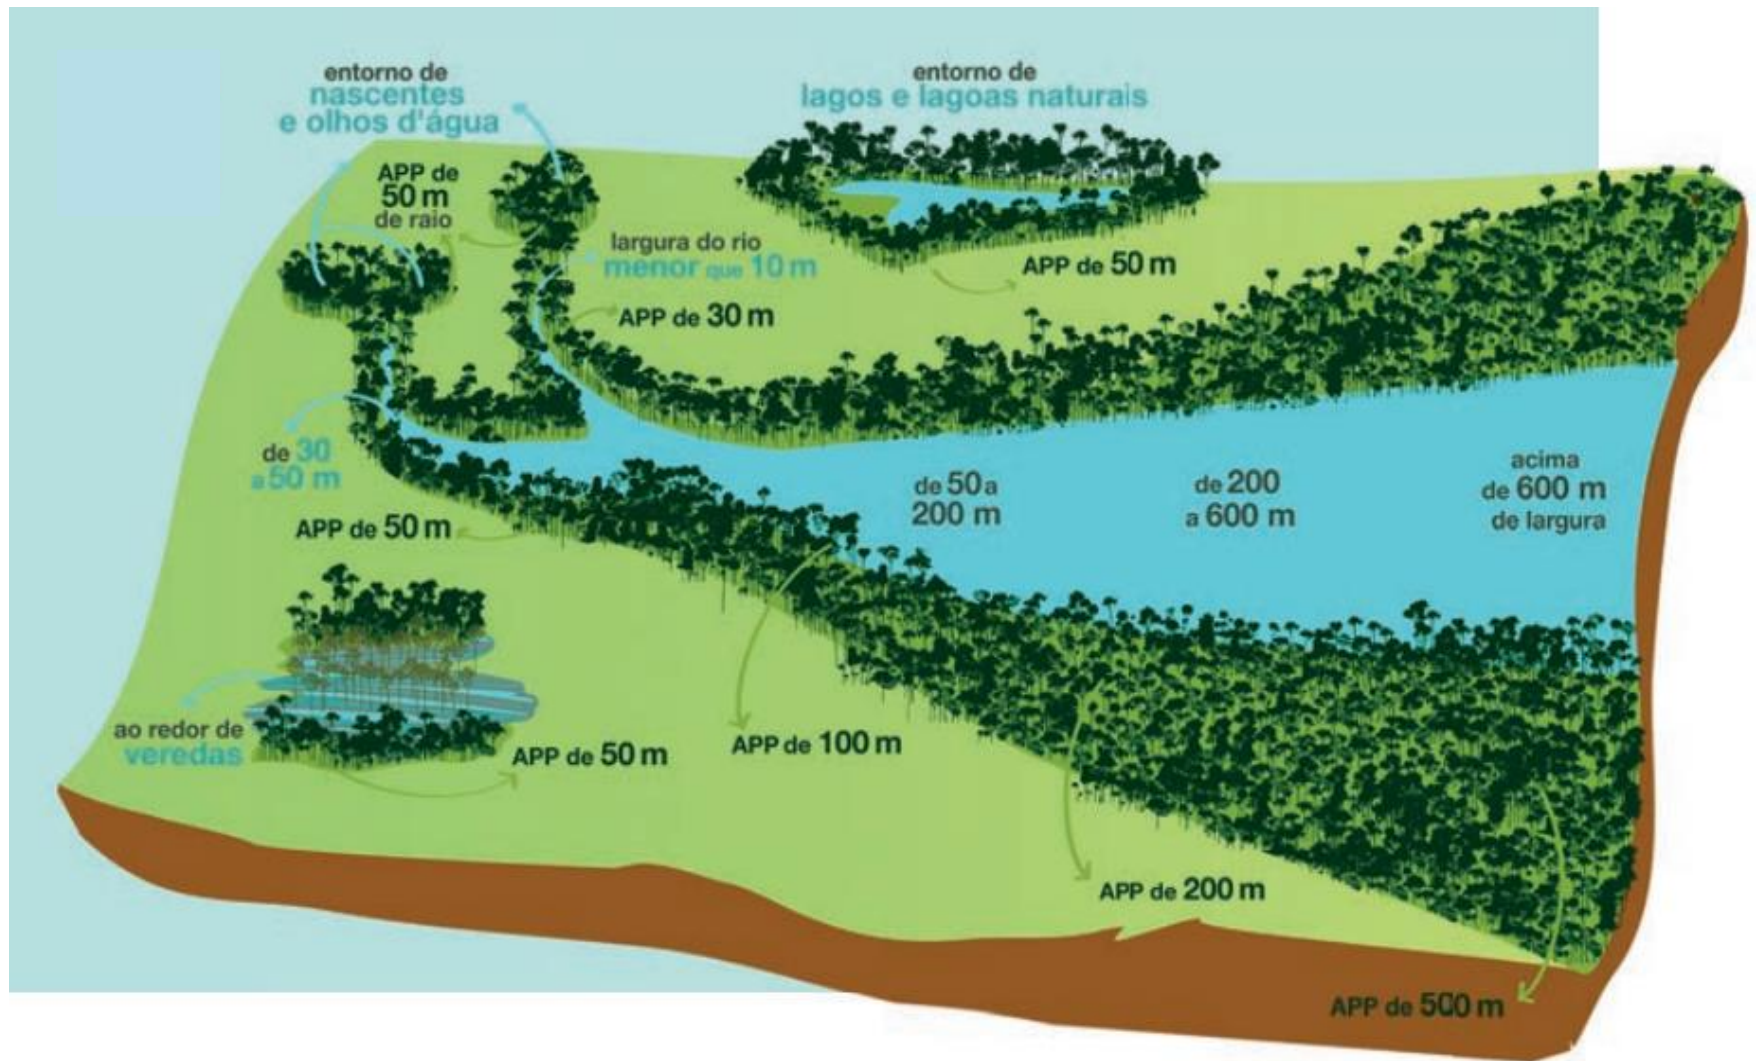 entorno de
nascentes
e olhos d'água
entorno de
lagos e lagoas naturais
APP de
50 m
de raio
largura do rio
menor que 10 m
APP de 50 m
APP de 30 m
de 30
a 50 m
APP de 50 m
de 50 a
200 m
de 200
a 600 m
acima
de 600 m
de largura
ao redor de
veredas
APP de 50 m
APP de 100 m
APP de 200 m
APP de 500 m